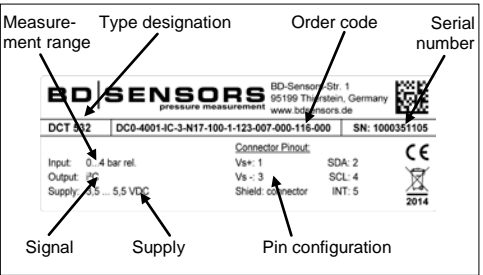 Measure-
ment range
Type designation
Order code
Serial
number
BD SENSORS
pressure measurement
BD-Sensors-Str. 1
95199 Thierstein, Germany
www.bdsensors.de
DCT 532
DC0-4001-IC-3-N17-100-1-123-007-000-116-000
SN: 1000351105
Connector Pinout:
Input: 0...4 bar rel.
Vs+: 1
SDA: 2
Output: I²C
Vs -: 3
SCL: 4
Supply: 3,5 ... 5,5 VDC
Shield: connector
INT: 5
CE
2014
Signal
Supply
Pin configuration